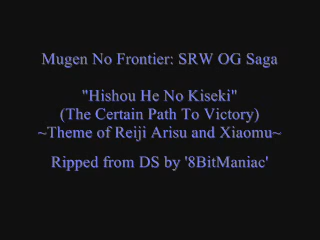 Mugen No Frontier: SRW OG Saga
"Hishou He No Kiseki"
(The Certain Path To Victory)
~Theme of Reiji Arisu and Xiaomu~
Ripped from DS by '8BitManiac'